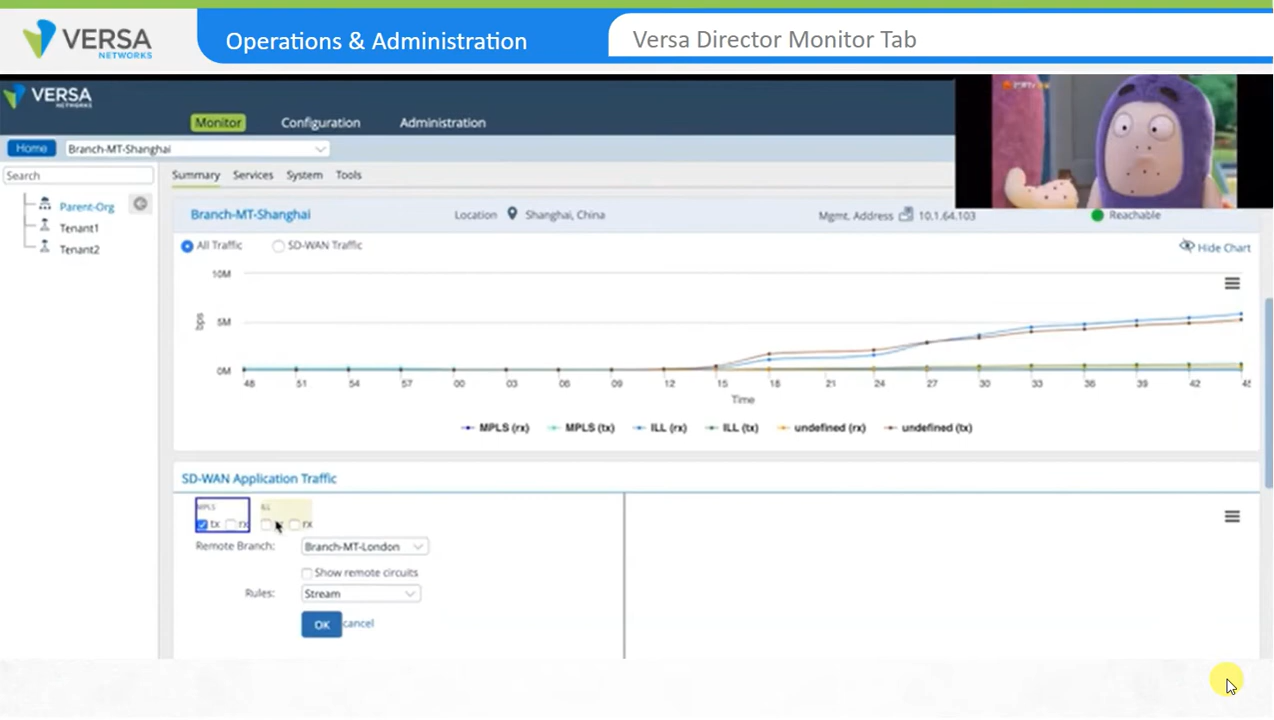 VERSA
NETWORKS
Operations & Administration
Versa Director Monitor Tab
VERSA
NETWORKS
Monitor Configuration Administration
Home Branch-MT-Shanghai
Search
Parent-Org
Tenant1
Tenant2
Summary Services System Tools
Branch-MT-Shanghai Location Shanghai, China Mgmt. Address 10.1.64.103 Reachable
All Traffic SD-WAN Traffic Hide Chart
10M
5M
0M
bps
48 51 54 57 00 03 06 09 12 15 18 21 24 27 30 33 36 39 42 45
Time
MPLS (rx) MPLS (tx) ILL (rx) ILL (tx) undefined (rx) undefined (tx)
SD-WAN Application Traffic
MPLS ILL
tx rx rx
Remote Branch: Branch-MT-London
Show remote circuits
Rules: Stream
OK cancel